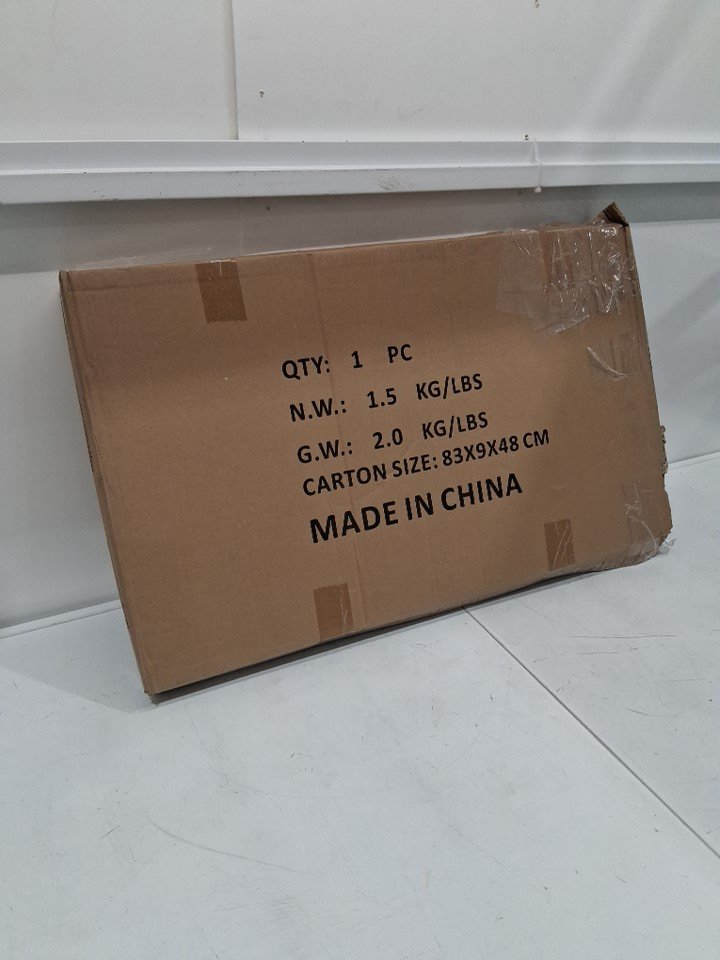 QTY: 1 PC
N.W.: 1.5 KG/LBS
G.W.: 2.0 KG/LBS
CARTON SIZE: 83X9X48 CM
MADE IN CHINA